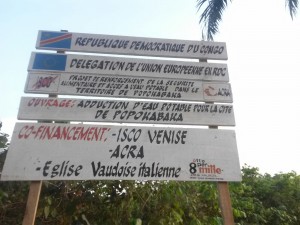 REPUBLIQUE DEMOCRATIQUE DU CONGO
DELEGATION DE L'UNION EUROPEENNE EN RDC
PROJET DE RENFORCEMENT DE LA SECURITE
ALIMENTAIRE ET ACCES A L'EAU POTABLE DANS LE
TERRITOIRE DE POPOKABAKA
OUVRAGE: ADDUCTION D'EAU POTABLE POUR LA CITE
DE POPOKABAKA
CO-FINANCEMENT: -ISCO VENISE
-ACRA
-EGLISE Vaudoise italienne
8 mille